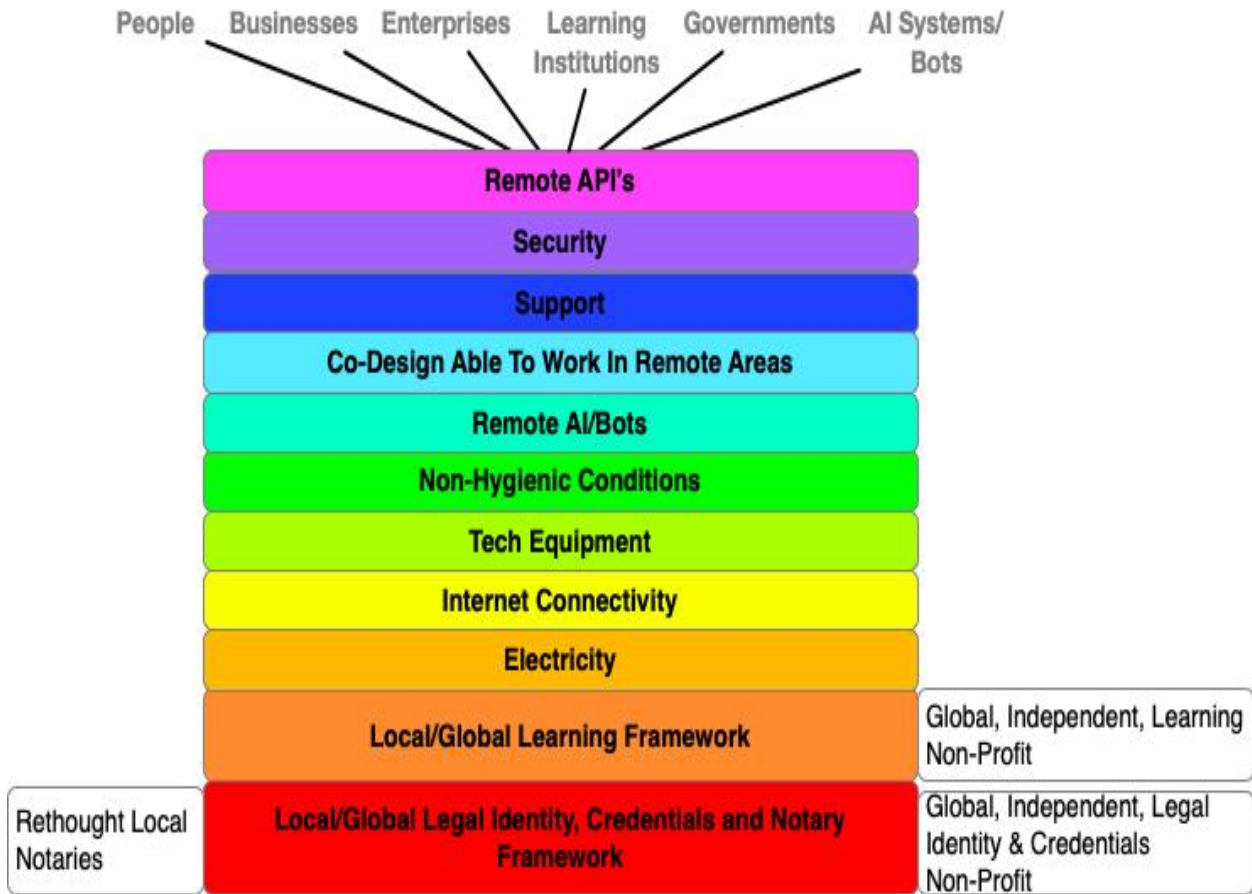 People Businesses Enterprises Learning Governments AI Systems/
Institutions Bots
Remote API's
Security
Support
Co-Design Able To Work In Remote Areas
Remote AI/Bots
Non-Hygienic Conditions
Tech Equipment
Internet Connectivity
Electricity
Local/Global Learning Framework
Global, Independent, Learning
Non-Profit
Rethought Local
Notaries
Local/Global Legal Identity, Credentials and Notary
Framework
Global, Independent, Legal
Identity & Credentials
Non-Profit